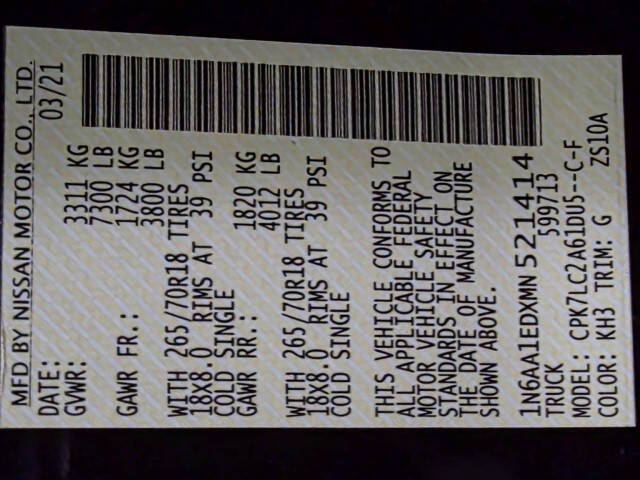 MFD BY NISSAN MOTOR CO., LTD.
DATE: 03/21
GVWR: 3311 KG
7300 LB
GAWR FR.: 1724 KG
3800 LB
WITH 265/70R18 TIRES
18X8.0 RIMS AT 39 PSI
COLD SINGLE
GAWR RR.: 1820 KG
4012 LB
WITH 265/70R18 TIRES
18X8.0 RIMS AT 39 PSI
COLD SINGLE
THIS VEHICLE CONFORMS TO
ALL APPLICABLE FEDERAL
MOTOR VEHICLE SAFETY
STANDARDS IN EFFECT ON
THE DATE OF MANUFACTURE
SHOWN ABOVE.
1N6AA1EDXMN521414
TRUCK 599713
MODEL: CPK7LC2A61DU5--C-F
COLOR: KH3 TRIM: G ZS10A